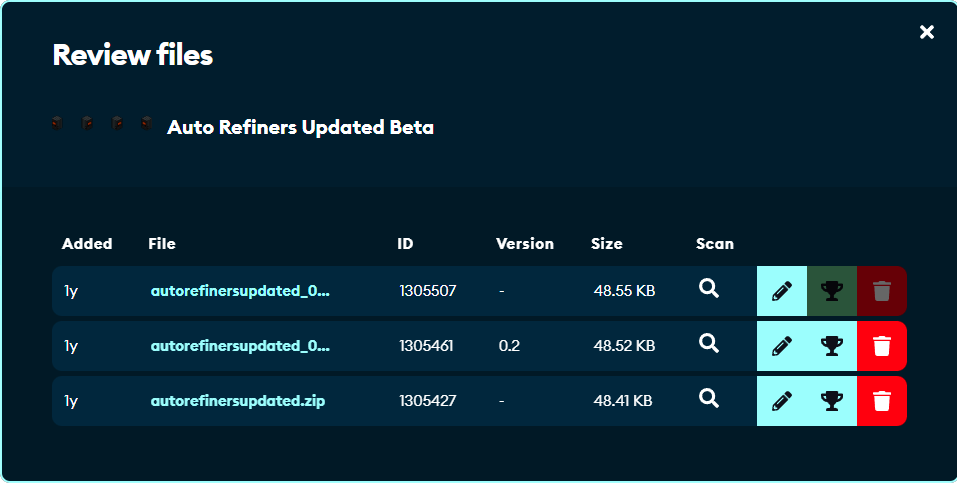 Review files
Auto Refiners Updated Beta
Added File ID Version Size Scan
1y autorefinersupdated_0... 1305507 - 48.55 KB
1y autorefinersupdated_0... 1305461 0.2 48.52 KB
1y autorefinersupdated.zip 1305427 - 48.41 KB